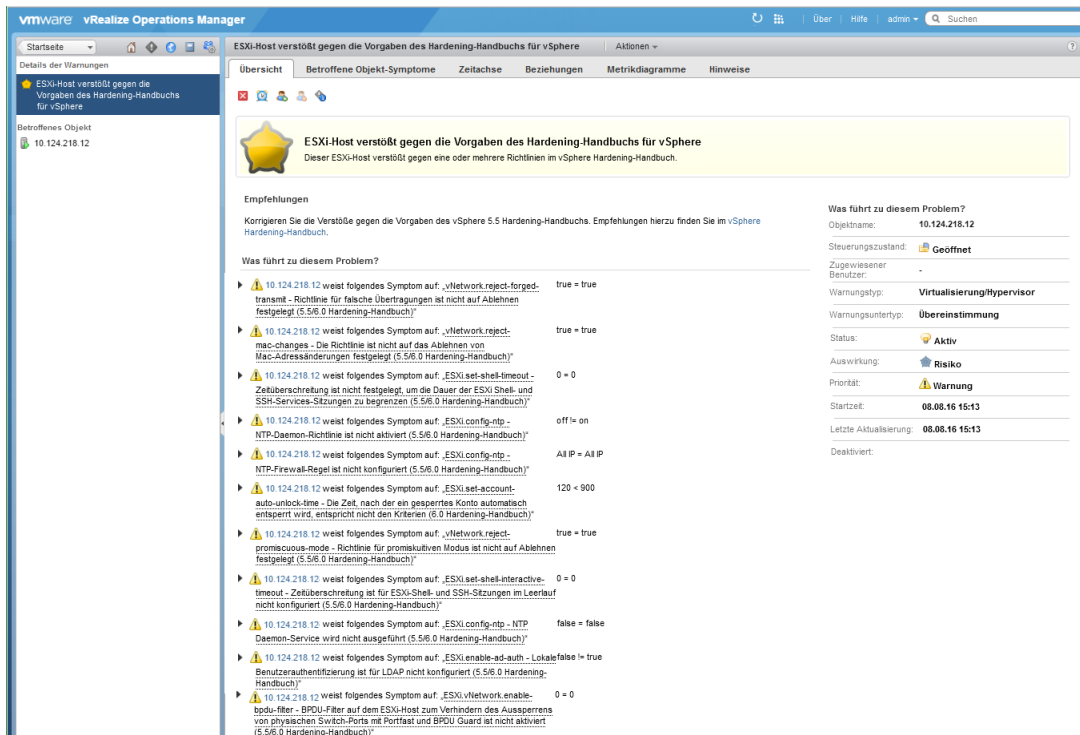 vmware vRealize Operations Manager
Über Hilfe admin Suchen
Startseite
ESXi-Host verstößt gegen die Vorgaben des Hardening-Handbuchs für vSphere Aktionen
Details der Warnungen
ESXi-Host verstößt gegen die
Vorgaben des Hardening-Handbuchs
für vSphere
Betroffenes Objekt
10.124.218.12
Übersicht Betroffene Objekt-Symptome Zeitachse Beziehungen Metrikdiagramme Hinweise
ESXi-Host verstößt gegen die Vorgaben des Hardening-Handbuchs für vSphere
Dieser ESXi-Host verstößt gegen eine oder mehrere Richtlinien im vSphere Hardening-Handbuch.
Empfehlungen
Korrigieren Sie die Verstöße gegen die Vorgaben des vSphere 5.5 Hardening-Handbuchs. Empfehlungen hierzu finden Sie im vSphere
Hardening-Handbuch.
Was führt zu diesem Problem?
10.124.218.12 weist folgendes Symptom auf: „vNetwork.reject-forged- true = true
transmit - Richtlinie für falsche Übertragungen ist nicht auf Ablehnen
festgelegt (5.5/6.0 Hardening-Handbuch)"
10.124.218.12 weist folgendes Symptom auf: „vNetwork.reject- true = true
mac-changes - Die Richtlinie ist nicht auf das Ablehnen von
Mac-Adressänderungen festgelegt (5.5/6.0 Hardening-Handbuch)"
10.124.218.12 weist folgendes Symptom auf: „ESXi.set-shell-timeout - 0 = 0
Zeitüberschreitung ist nicht festgelegt, um die Dauer der ESXi Shell- und
SSH-Services-Sitzungen zu begrenzen (5.5/6.0 Hardening-Handbuch)"
10.124.218.12 weist folgendes Symptom auf: „ESXi.config-ntp - off != on
NTP-Daemon-Richtlinie ist nicht aktiviert (5.5/6.0 Hardening-Handbuch)"
10.124.218.12 weist folgendes Symptom auf: „ESXi.config-ntp - All IP = All IP
NTP-Firewall-Regel ist nicht konfiguriert (5.5/6.0 Hardening-Handbuch)"
10.124.218.12 weist folgendes Symptom auf: „ESXi.set-account- 120 < 900
auto-unlock-time - Die Zeit, nach der ein gesperrtes Konto automatisch
entsperrt wird, entspricht nicht den Kriterien (6.0 Hardening-Handbuch)"
10.124.218.12 weist folgendes Symptom auf: „vNetwork.reject- true = true
promiscuous-mode - Richtlinie für promiskuitiven Modus ist nicht auf Ablehnen
festgelegt (5.5/6.0 Hardening-Handbuch)"
10.124.218.12 weist folgendes Symptom auf: „ESXi.set-shell-interactive- 0 = 0
timeout - Zeitüberschreitung ist für ESXi-Shell- und SSH-Sitzungen im Leerlauf
nicht konfiguriert (5.5/6.0 Hardening-Handbuch)"
10.124.218.12 weist folgendes Symptom auf: „ESXi.config-ntp - NTP false = false
Daemon-Service wird nicht ausgeführt (5.5/6.0 Hardening-Handbuch)"
10.124.218.12 weist folgendes Symptom auf: „ESXi.enable-ad-auth - Lokale false != true
Benutzerauthentifizierung ist für LDAP nicht konfiguriert (5.5/6.0 Hardening-
Handbuch)"
10.124.218.12 weist folgendes Symptom auf: „ESXi.vNetwork.enable- 0 = 0
bpdu-filter - BPDU-Filter auf dem ESXi-Host zum Verhindern des Aussperrens
von physischen Switch-Ports mit Portfast und BPDU Guard ist nicht aktiviert
(5.5/6.0 Hardening-Handbuch)"
Was führt zu diesem Problem?
Objektname: 10.124.218.12
Steuerungszustand: Geöffnet
Zugewiesener
Benutzer: -
Warnungstyp: Virtualisierung/Hypervisor
Warnungsuntertyp: Übereinstimmung
Status: Aktiv
Auswirkung: Risiko
Priorität: Warnung
Startzeit: 08.08.16 15:13
Letzte Aktualisierung: 08.08.16 15:13
Deaktiviert: